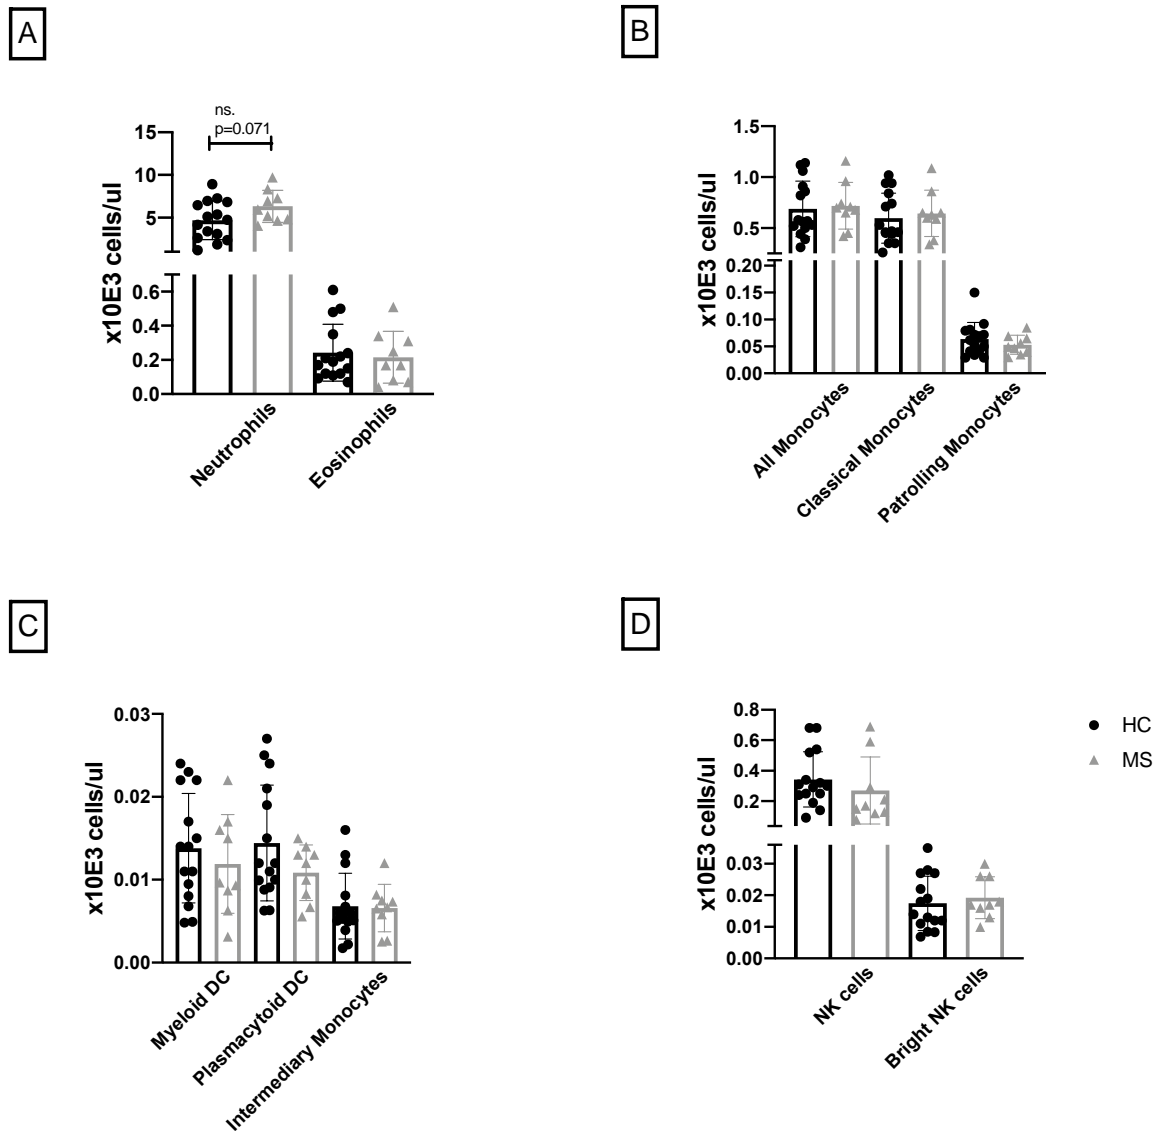 A
ns.
p=0.071
x10E3 cells/ul
15
10
5
0.6
0.4
0.2
0.0
Neutrophils
Eosinophils
B
x10E3 cells/ul
1.5
1.0
0.5
0.20
0.15
0.10
0.05
0.00
All Monocytes
Classical Monocytes
Patrolling Monocytes
C
x10E3 cells/ul
0.03
0.02
0.01
0.00
Myeloid DC
Plasmacytoid DC
Intermediary Monocytes
D
x10E3 cells/ul
0.8
0.6
0.4
0.2
0.03
0.02
0.01
0.00
NK cells
Bright NK cells
HC
MS